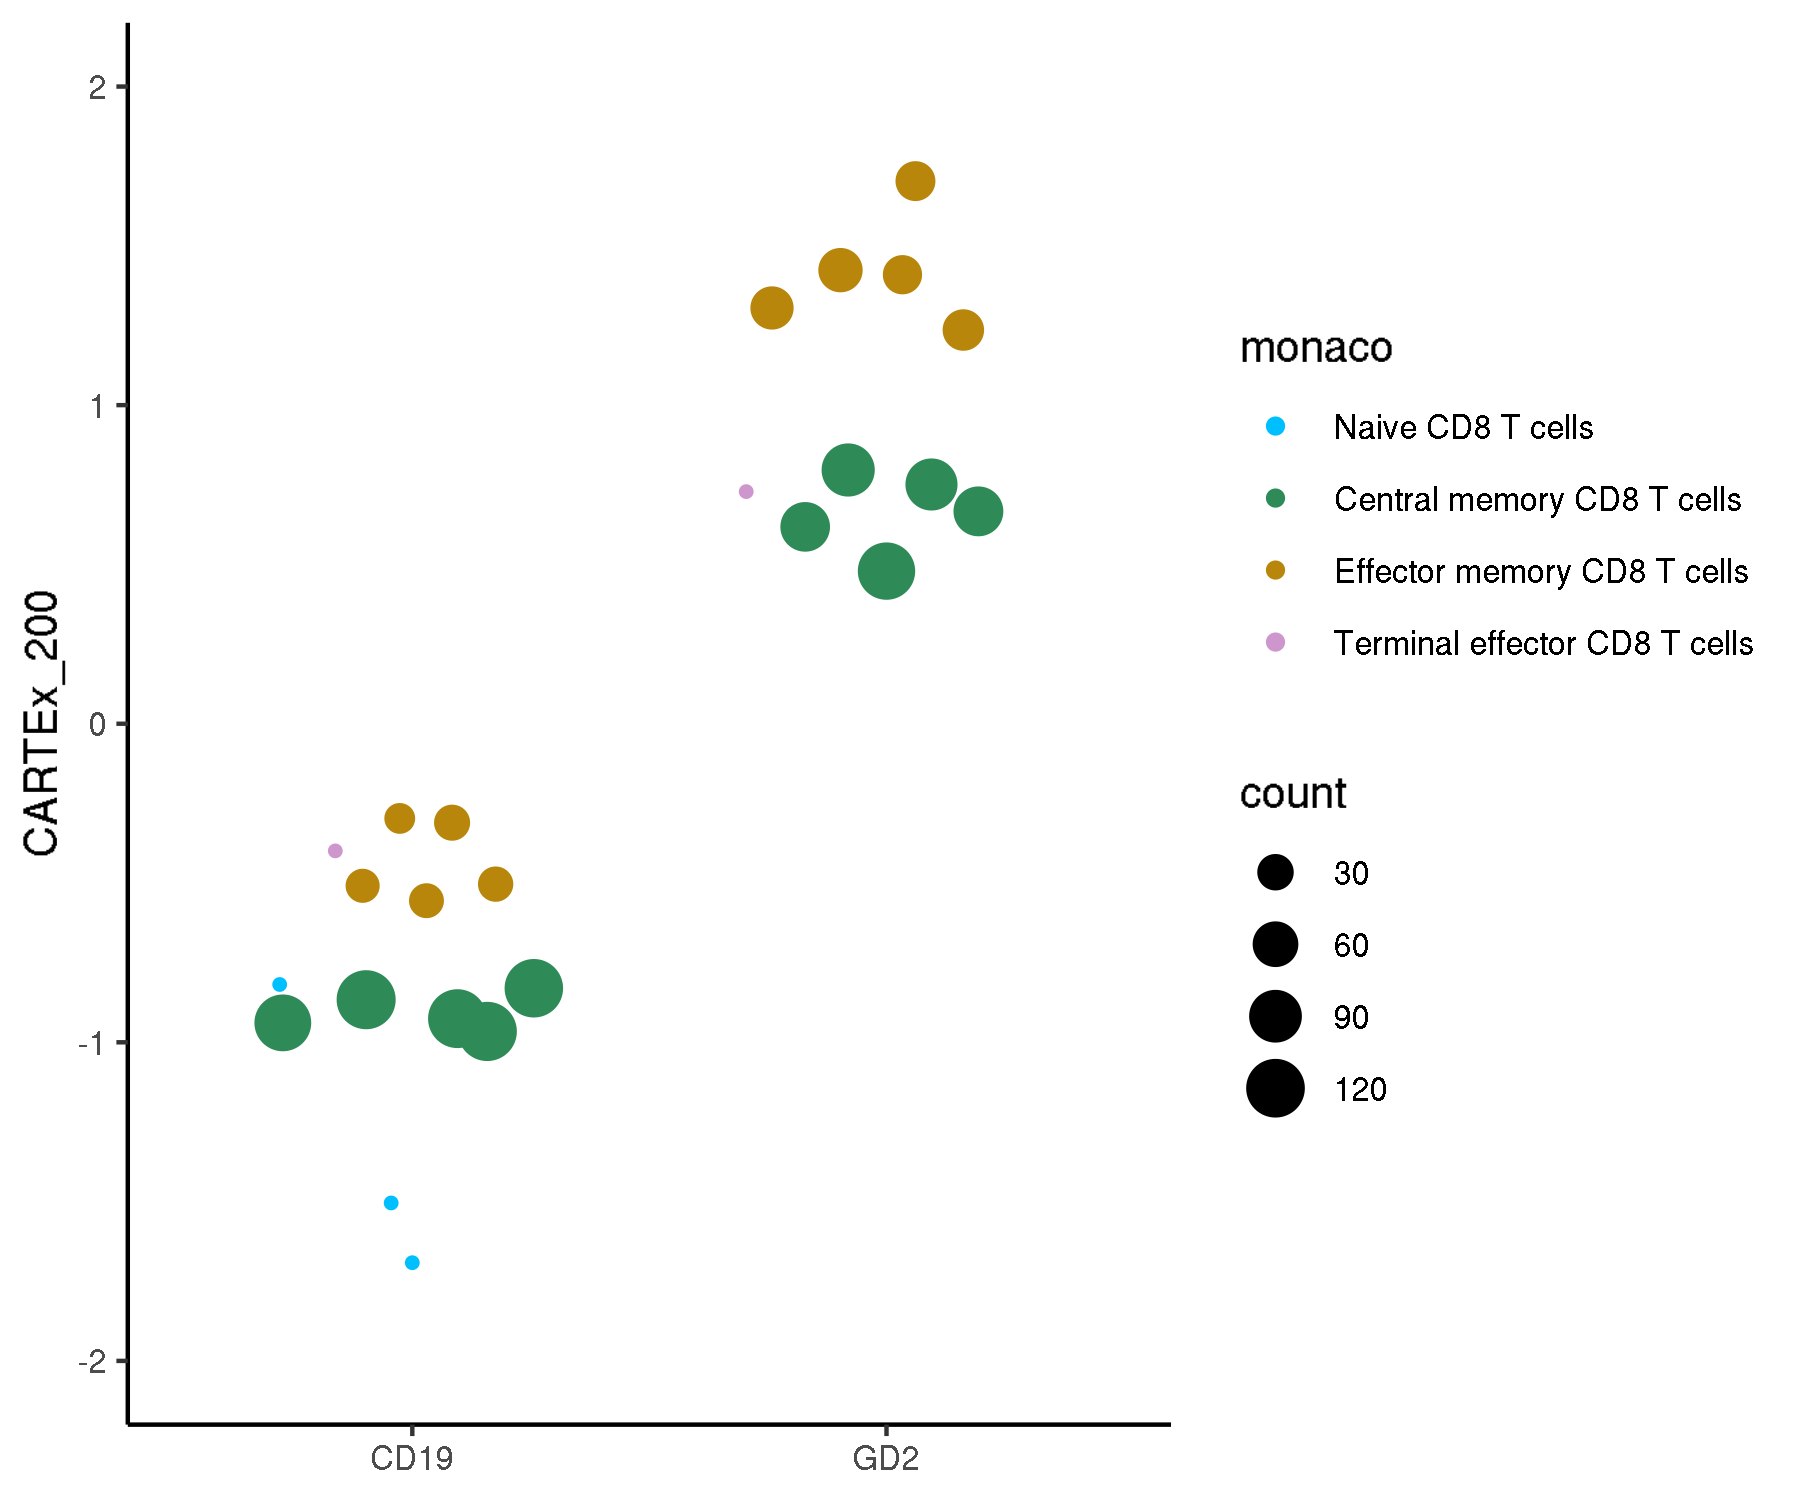 CARTEx_200
2
1
0
-1
-2
CD19
GD2
monaco
Naive CD8 T cells
Central memory CD8 T cells
Effector memory CD8 T cells
Terminal effector CD8 T cells
count
30
60
90
120